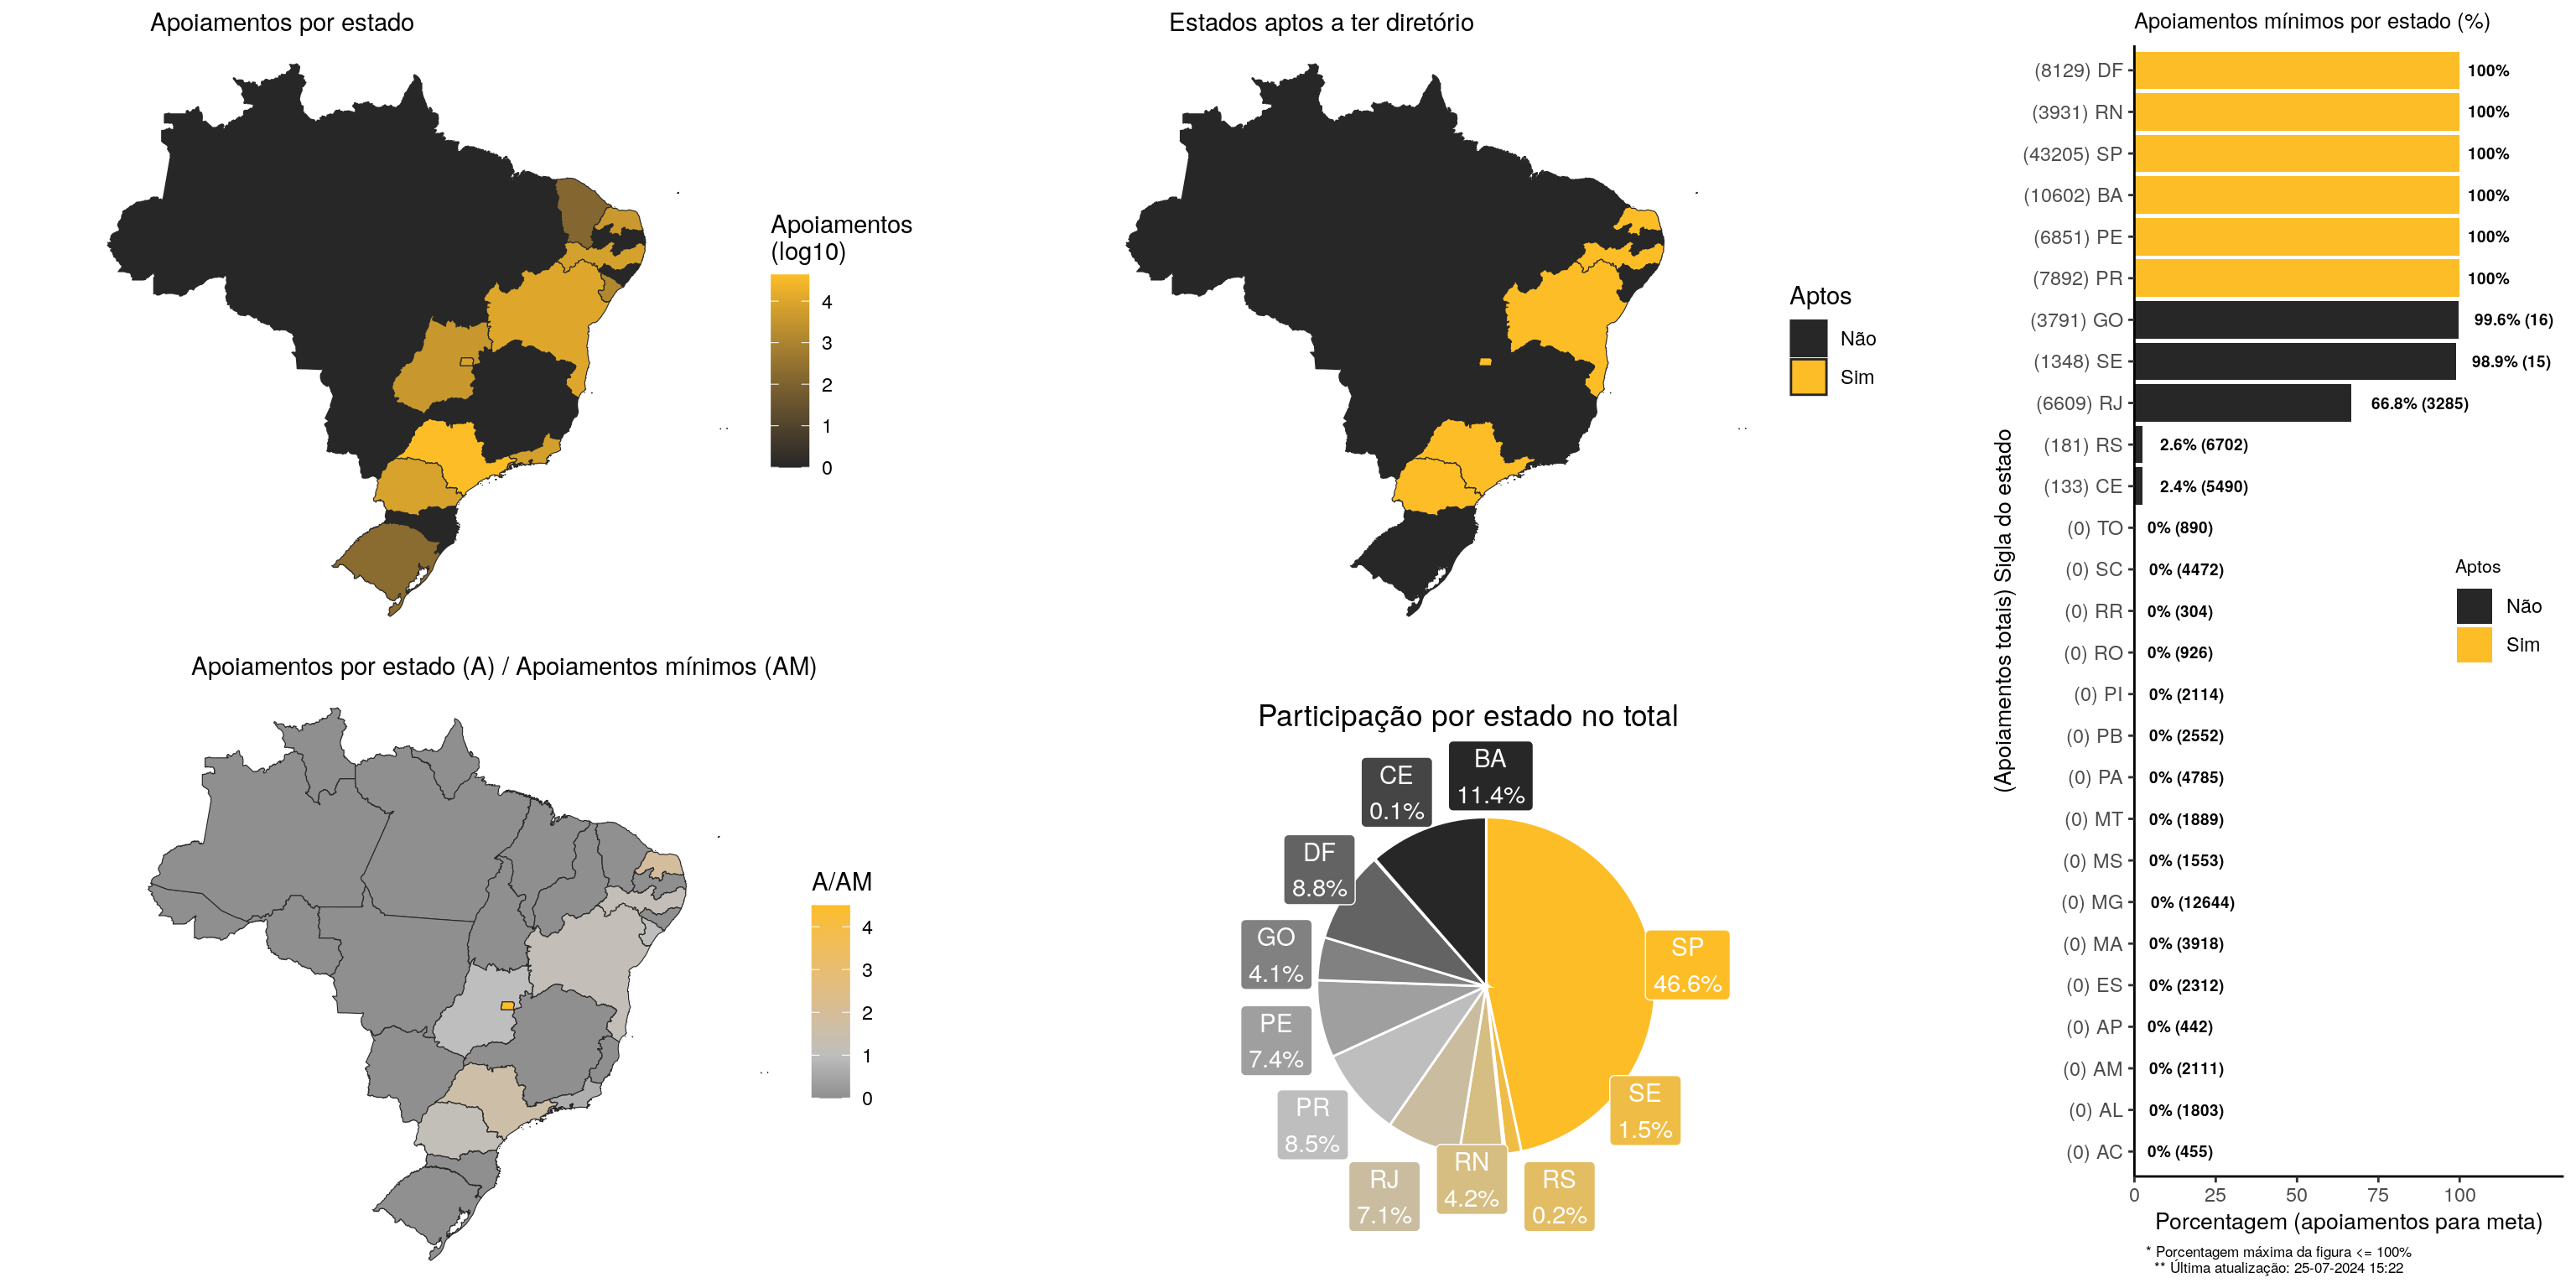 Apoiamentos por estado
Apoiamentos
(log10)
4
3
2
1
0
Estados aptos a ter diretório
Aptos
Não
Sim
Apoiamentos por estado (A) / Apoiamentos mínimos (AM)
A/AM
4
3
2
1
0
Participação por estado no total
BA
11.4%
CE
0.1%
DF
8.8%
GO
4.1%
PE
7.4%
PR
8.5%
RJ
7.1%
RN
4.2%
RS
0.2%
SE
1.5%
SP
46.6%
Apoiamentos mínimos por estado (%)
(Apoiamentos totais) Sigla do estado
(8129) DF 100%
(3931) RN 100%
(43205) SP 100%
(10602) BA 100%
(6851) PE 100%
(7892) PR 100%
(3791) GO 99.6% (16)
(1348) SE 98.9% (15)
(6609) RJ 66.8% (3285)
(181) RS 2.6% (6702)
(133) CE 2.4% (5490)
(0) TO 0% (890)
(0) SC 0% (4472)
(0) RR 0% (304)
(0) RO 0% (926)
(0) PI 0% (2114)
(0) PB 0% (2552)
(0) PA 0% (4785)
(0) MT 0% (1889)
(0) MS 0% (1553)
(0) MG 0% (12644)
(0) MA 0% (3918)
(0) ES 0% (2312)
(0) AP 0% (442)
(0) AM 0% (2111)
(0) AL 0% (1803)
(0) AC 0% (455)
Aptos
Não
Sim
0 25 50 75 100
Porcentagem (apoiamentos para meta)
* Porcentagem máxima da figura <= 100%
** Última atualização: 25-07-2024 15:22